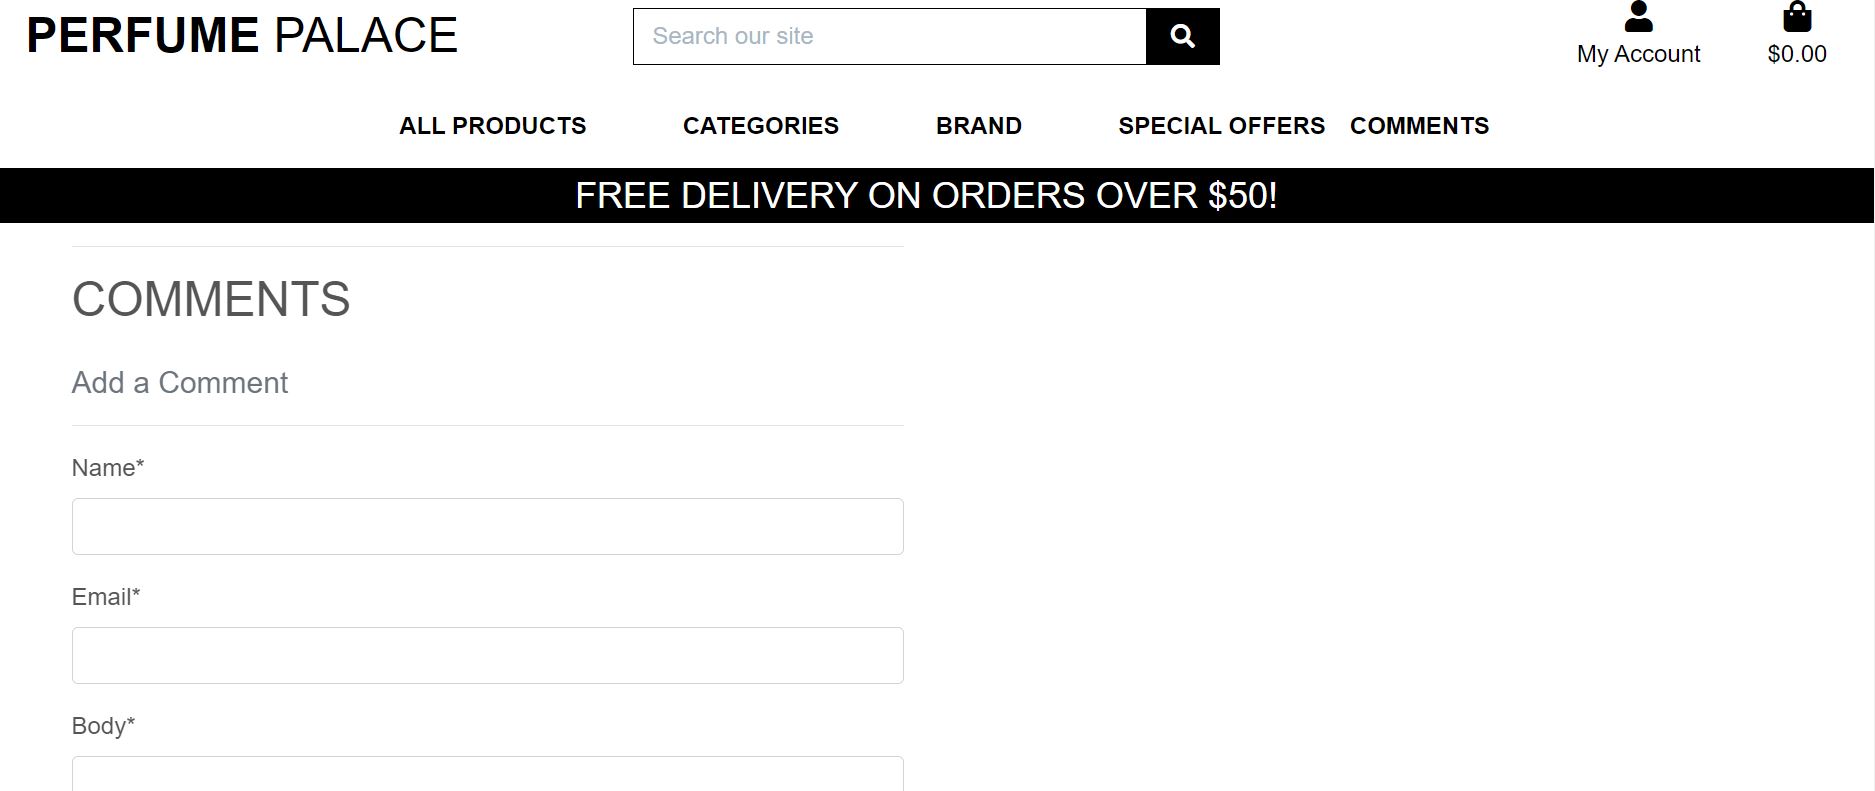 PERFUME PALACE
Search our site
My Account
$0.00
ALL PRODUCTS CATEGORIES BRAND SPECIAL OFFERS COMMENTS
FREE DELIVERY ON ORDERS OVER $50!
COMMENTS
Add a Comment
Name*
Email*
Body*